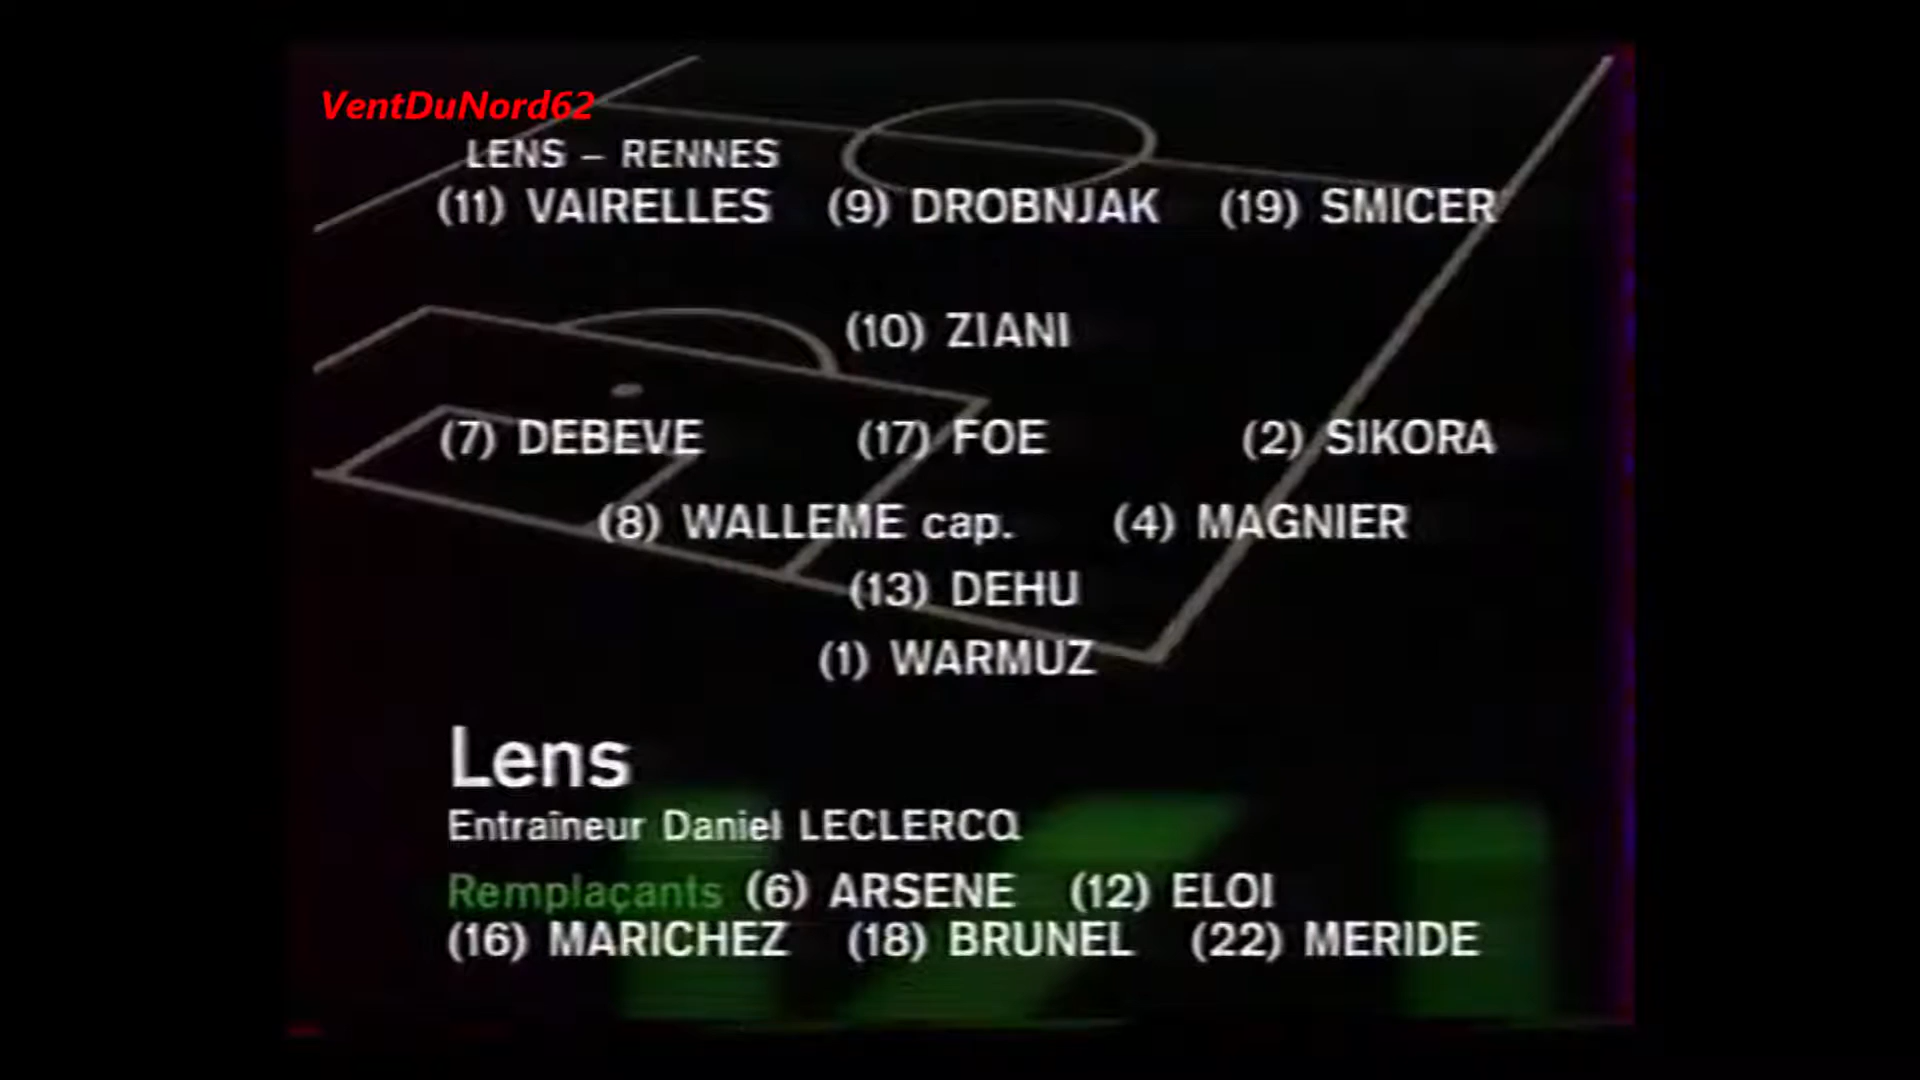 VentDuNord62
LENS – RENNES
(11) VAIRELLES (9) DROBNJAK (19) SMICER
(10) ZIANI
(7) DEBEVE (17) FOE (2) SIKORA
(8) WALLEME cap. (4) MAGNIER
(13) DEHU
(1) WARMUZ
Lens
Entraîneur Daniel LECLERCQ
Remplaçants (6) ARSENE (12) ELOI
(16) MARICHEZ (18) BRUNEL (22) MERIDE